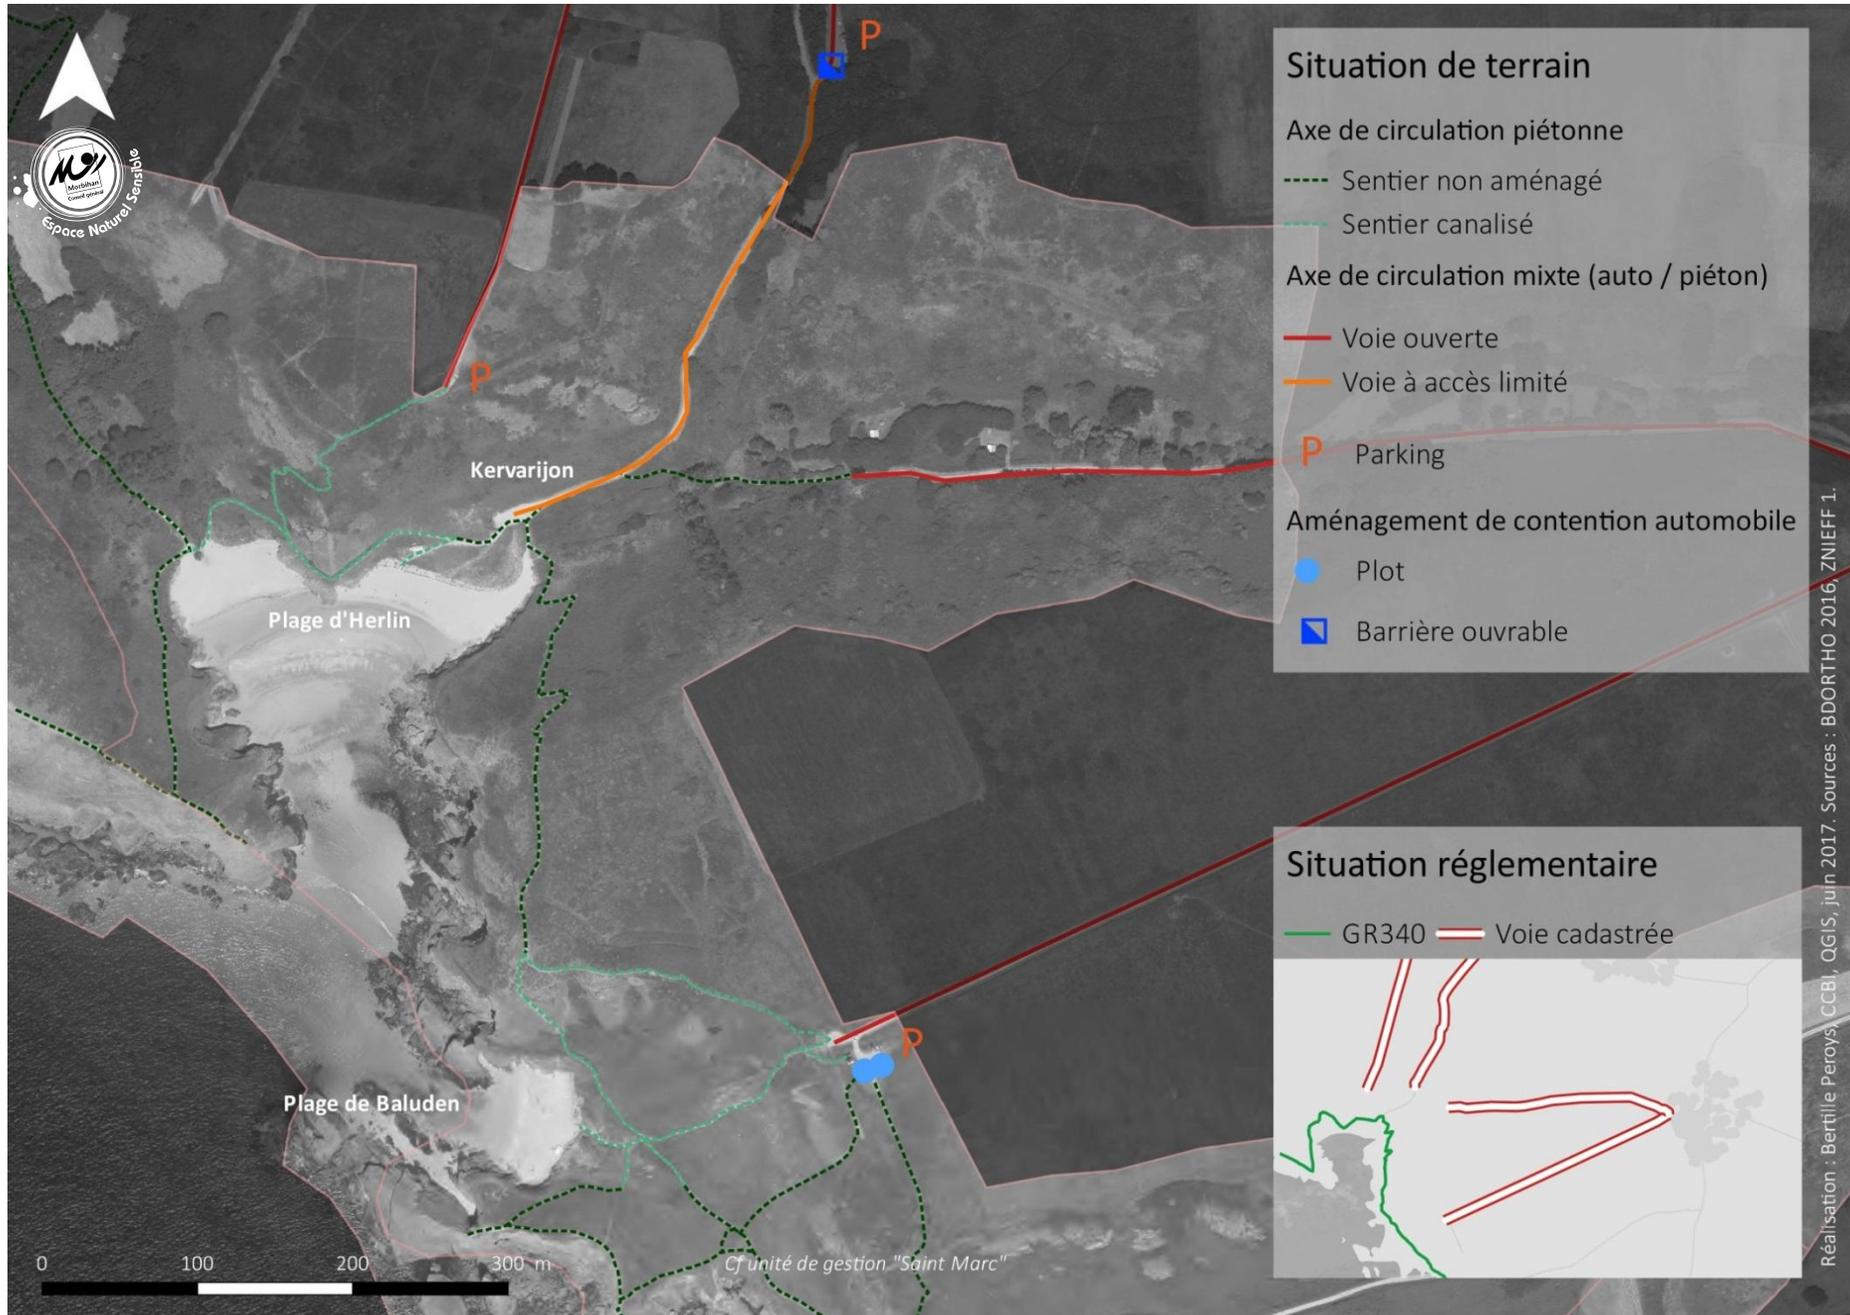 P
Situation de terrain
Axe de circulation piétonne
Sentier non aménagé
Sentier canalisé
Axe de circulation mixte (auto / piéton)
Voie ouverte
Voie à accès limité
P Parking
Aménagement de contention automobile
Plot
Barrière ouvrable
Morbihan
Conseil général
Espace Naturel Sensible
P
Kervarijon
Plage d'Herlin
Situation réglementaire
GR340 Voie cadastrée
P
Plage de Baluden
Cf unité de gestion "Saint Marc"
0 100 200 300 m
Réalisation : Bertille Peroys, CCBI, QGIS, juin 2017. Sources : BDORTHO 2016, ZNIEFF 1.